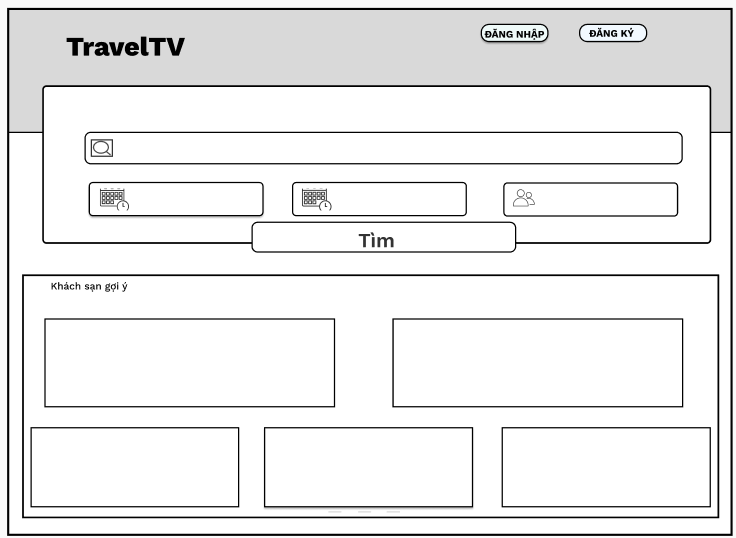 TravelTV
ĐĂNG NHẬP
ĐĂNG KÝ
Tìm
Khách sạn gợi ý